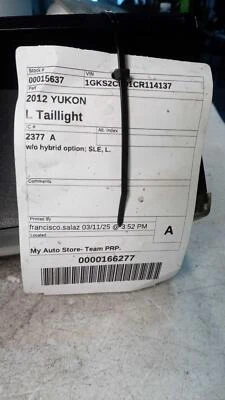 Stock # VIN
00015637 1GKS2C 1CR114137
Part
2012 YUKON
L Taillight
IC # Alt. Index
2377 A
w/o hybrid option; SLE, L.
Comments
Printed By
francisco.salaz 03/11/25 @ 3:52 PM
Located
A
My Auto Store- Team PRP.
0000166277